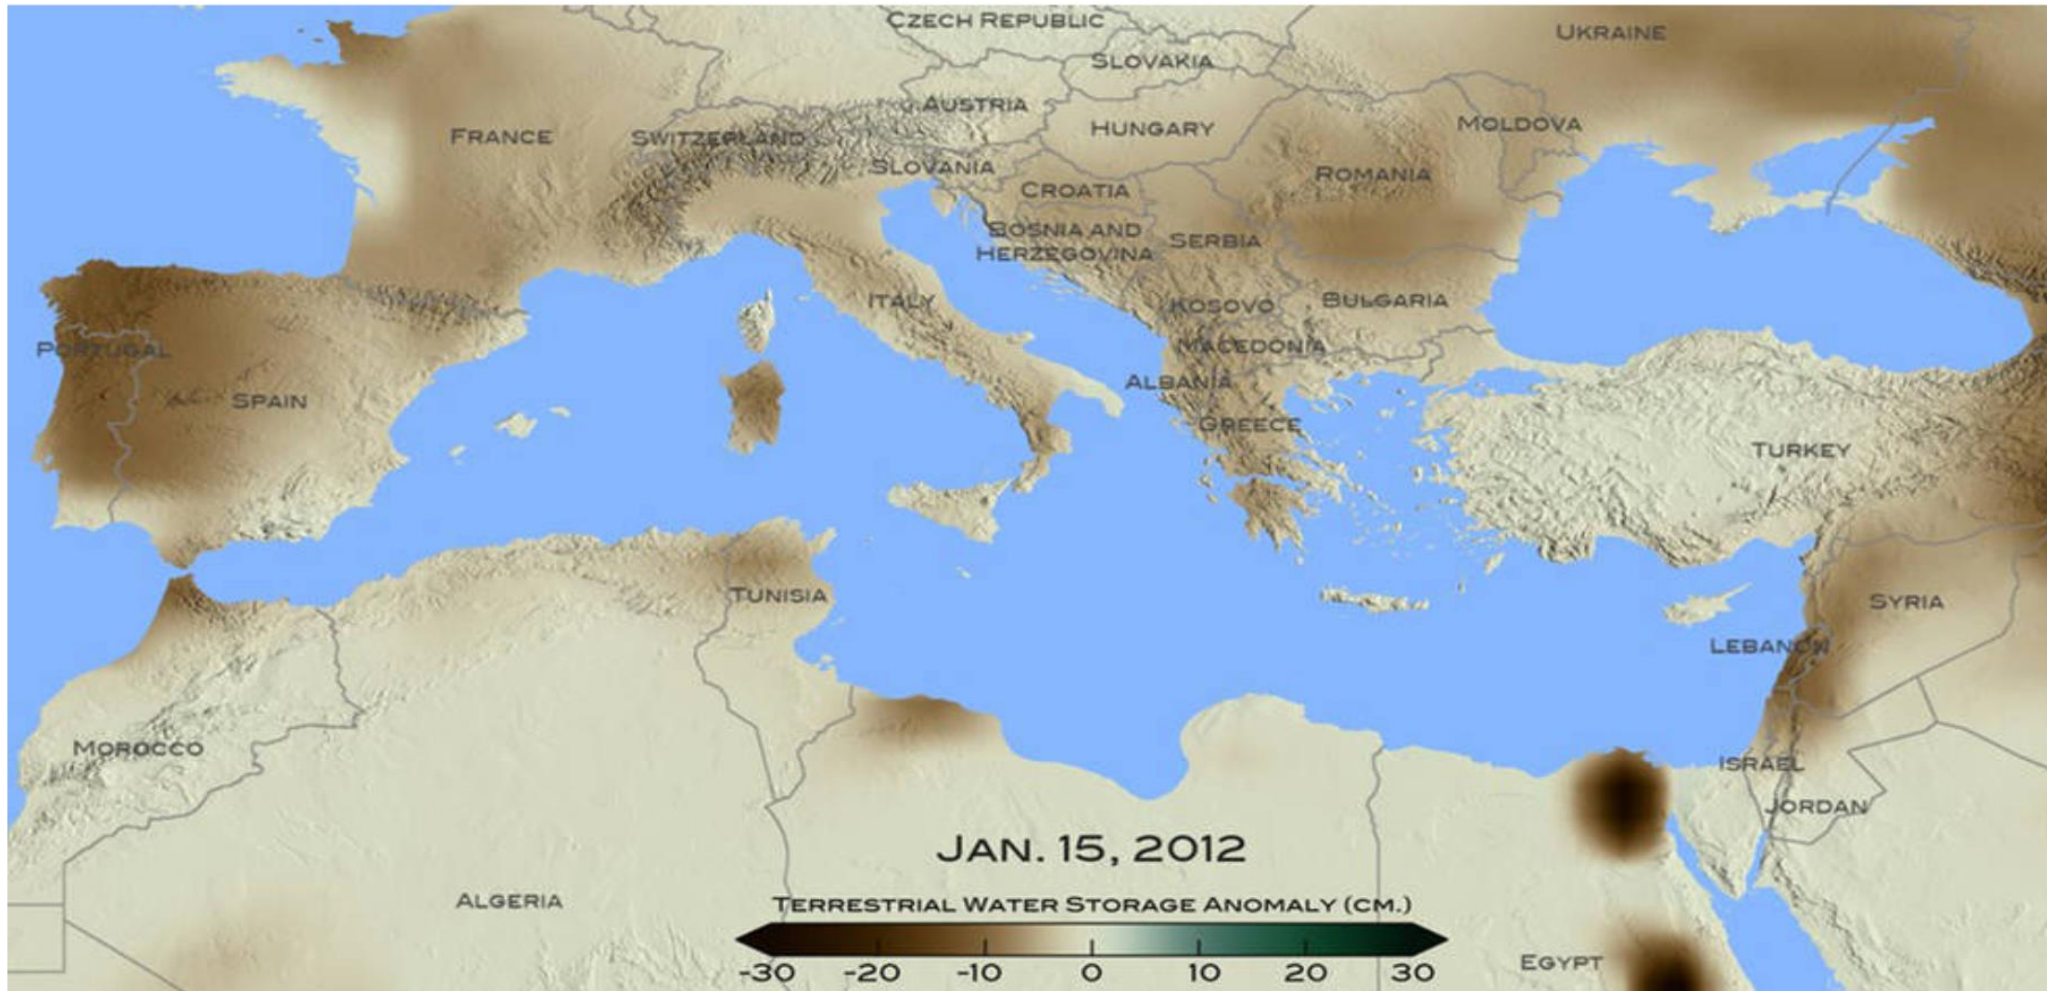 CZECH REPUBLIC
UKRAINE
SLOVAKIA
AUSTRIA
FRANCE
SWITZERLAND
HUNGARY
MOLDOVA
SLOVANIA
ROMANIA
CROATIA
BOSNIA AND
HERZEGOVINA
SERBIA
ITALY
KOSOVO
BULGARIA
PORTUGAL
MACEDONIA
ALBANIA
SPAIN
GREECE
TURKEY
TUNISIA
SYRIA
LEBANON
MOROCCO
ISRAEL
JORDAN
JAN. 15, 2012
ALGERIA
TERRESTRIAL WATER STORAGE ANOMALY (CM.)
-30 -20 -10 0 10 20 30
EGYPT